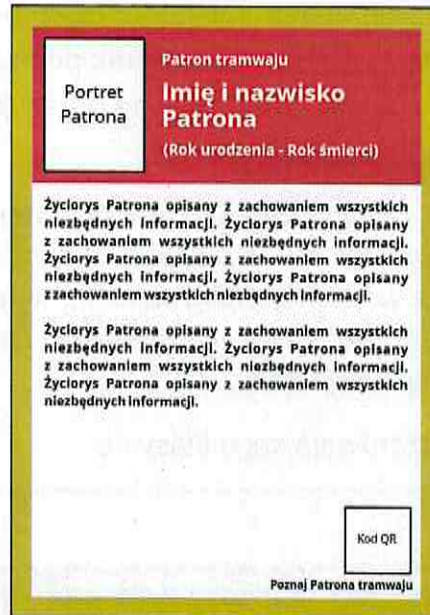 Portret
Patrona
Patron tramwaju
Imię i nazwisko
Patrona
(Rok urodzenia - Rok śmierci)
Życiorys Patrona opisany z zachowaniem wszystkich
niezbędnych informacji. Życiorys Patrona opisany
z zachowaniem wszystkich niezbędnych informacji.
Życiorys Patrona opisany z zachowaniem wszystkich
niezbędnych informacji. Życiorys Patrona opisany
z zachowaniem wszystkich niezbędnych informacji.
Życiorys Patrona opisany z zachowaniem wszystkich
niezbędnych informacji. Życiorys Patrona opisany
z zachowaniem wszystkich niezbędnych informacji.
Życiorys Patrona opisany z zachowaniem wszystkich
niezbędnych informacji.
Kod QR
Poznaj Patrona tramwaju